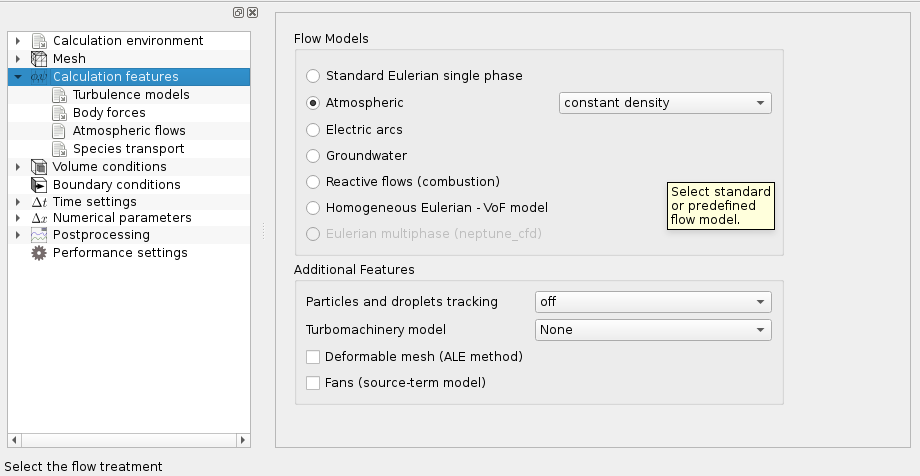 Calculation environment
Mesh
Calculation features
Turbulence models
Body forces
Atmospheric flows
Species transport
Volume conditions
Boundary conditions
Δt Time settings
Δx Numerical parameters
Postprocessing
Performance settings
Flow Models
Standard Eulerian single phase
Atmospheric constant density
Electric arcs
Groundwater
Reactive flows (combustion)
Homogeneous Eulerian - VoF model
Eulerian multiphase (neptune_cfd)
Select standard
or predefined
flow model.
Additional Features
Particles and droplets tracking off
Turbomachinery model None
Deformable mesh (ALE method)
Fans (source-term model)
Select the flow treatment